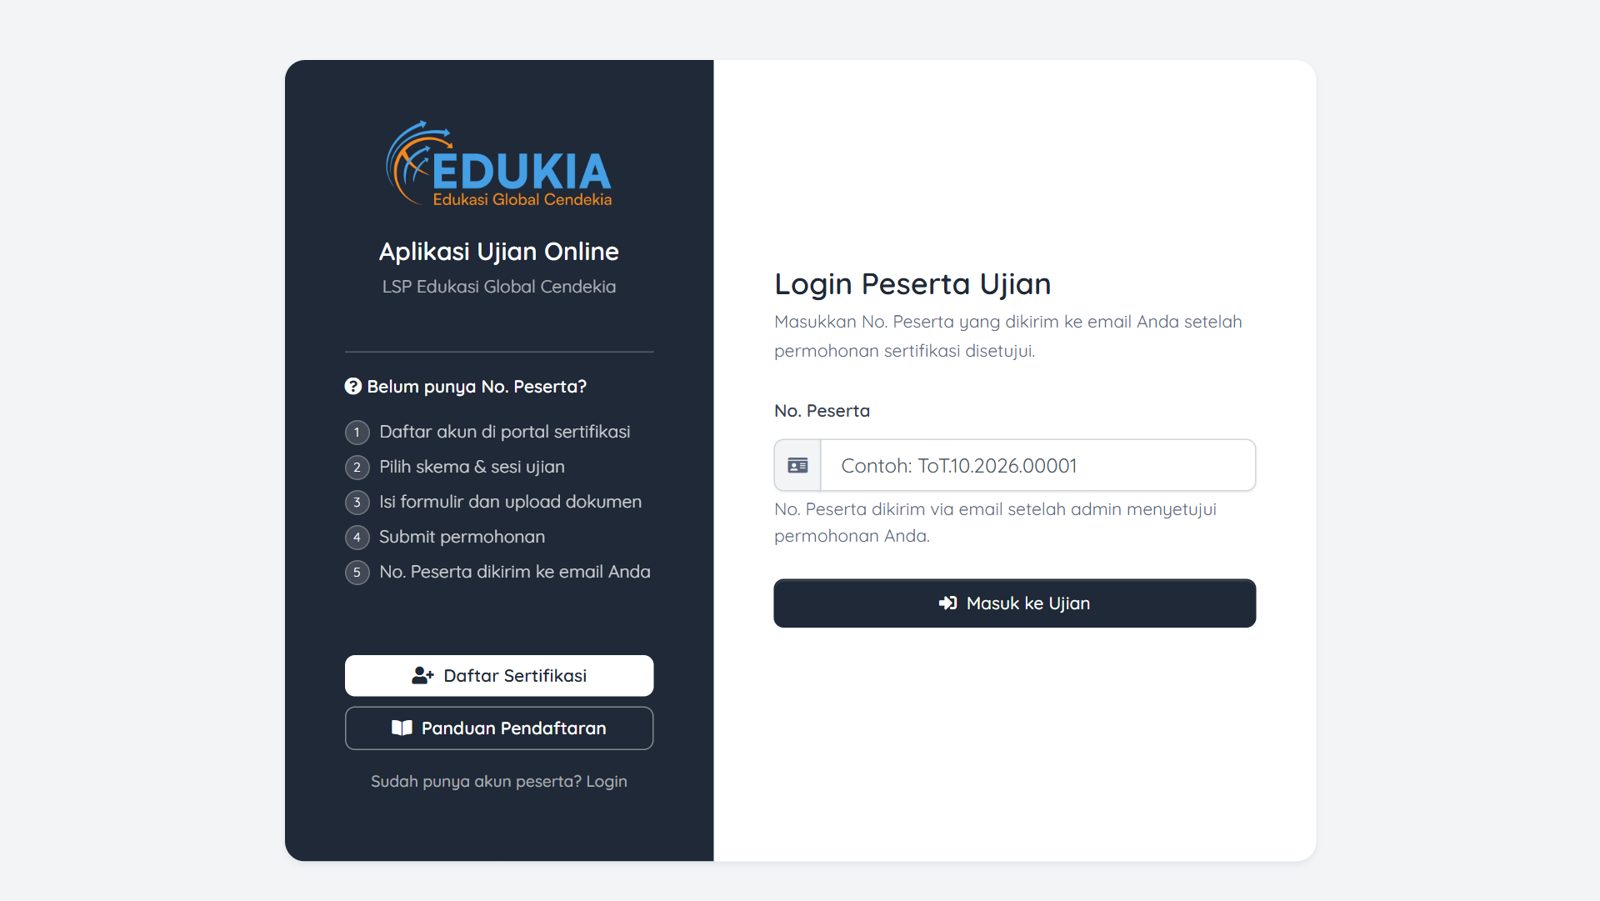 EDUKIA
Edukasi Global Cendekia
Aplikasi Ujian Online
LSP Edukasi Global Cendekia
Belum punya No. Peserta?
1 Daftar akun di portal sertifikasi
2 Pilih skema & sesi ujian
3 Isi formulir dan upload dokumen
4 Submit permohonan
5 No. Peserta dikirim ke email Anda
Daftar Sertifikasi
Panduan Pendaftaran
Sudah punya akun peserta? Login
Login Peserta Ujian
Masukkan No. Peserta yang dikirim ke email Anda setelah
permohonan sertifikasi disetujui.
No. Peserta
Contoh: ToT.10.2026.00001
No. Peserta dikirim via email setelah admin menyetujui
permohonan Anda.
Masuk ke Ujian